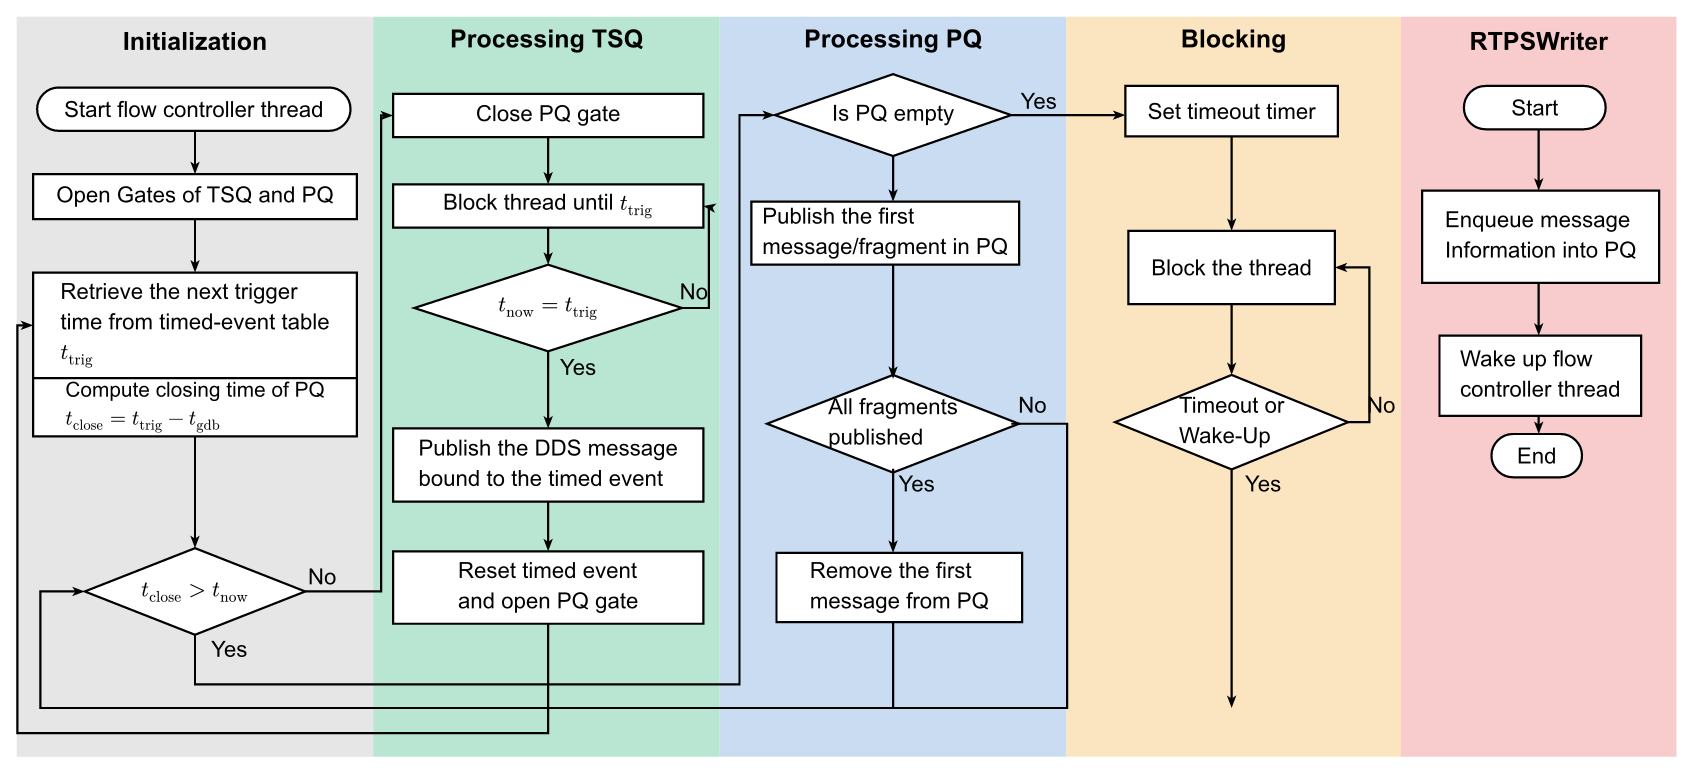 Initialization
Start flow controller thread
Open Gates of TSQ and PQ
Retrieve the next trigger
time from timed-event table
t_trig
Compute closing time of PQ
t_close = t_trig − t_gdb
t_close > t_now
No
Yes
Processing TSQ
Close PQ gate
Block thread until t_trig
t_now = t_trig
No
Yes
Publish the DDS message
bound to the timed event
Reset timed event
and open PQ gate
Processing PQ
Is PQ empty
Yes
Publish the first
message/fragment in PQ
All fragments
published
No
Yes
Remove the first
message from PQ
Blocking
Set timeout timer
Block the thread
Timeout or
Wake-Up
No
Yes
RTPSWriter
Start
Enqueue message
Information into PQ
Wake up flow
controller thread
End